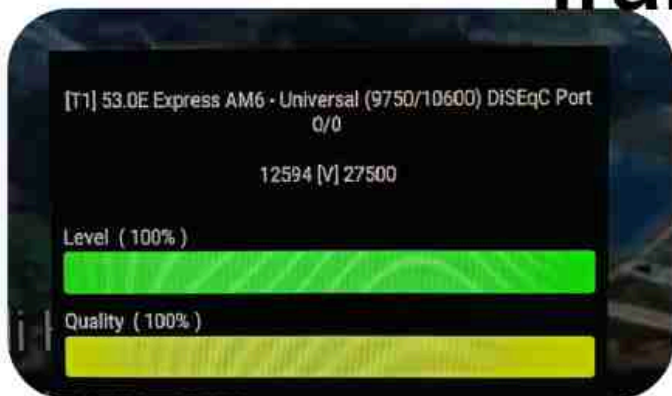 [T1] 53.0E Express AM6 - Universal (9750/10600) DiSEqC Port
0/0
12594 [V] 27500
Level ( 100% )
Quality ( 100% )